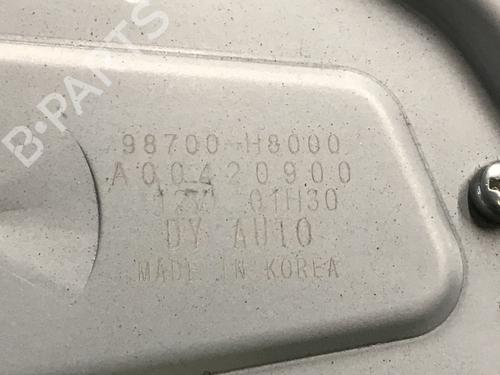 98700-H8000
A00420900
12V 01H30
DY AUTO
MADE IN KOREA
B-PARTS